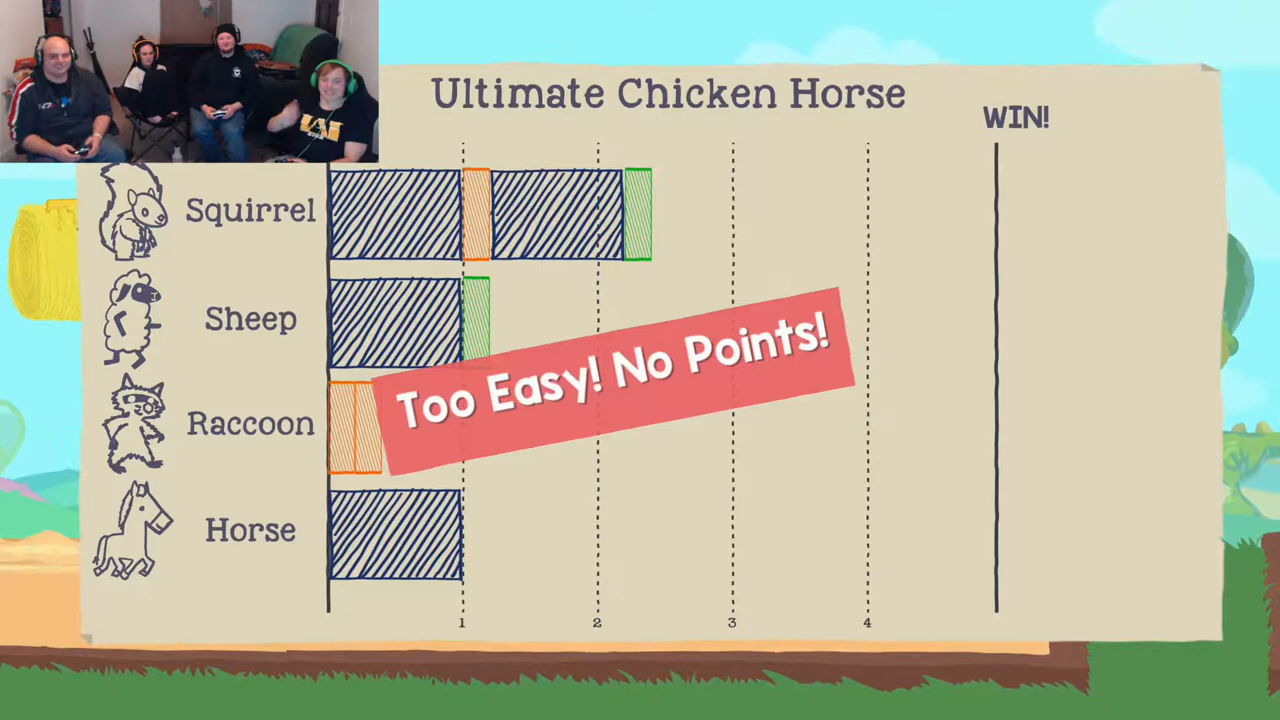 Ultimate Chicken Horse
WIN!
Squirrel
Sheep
Too Easy! No Points!
Raccoon
Horse
1 2 3 4